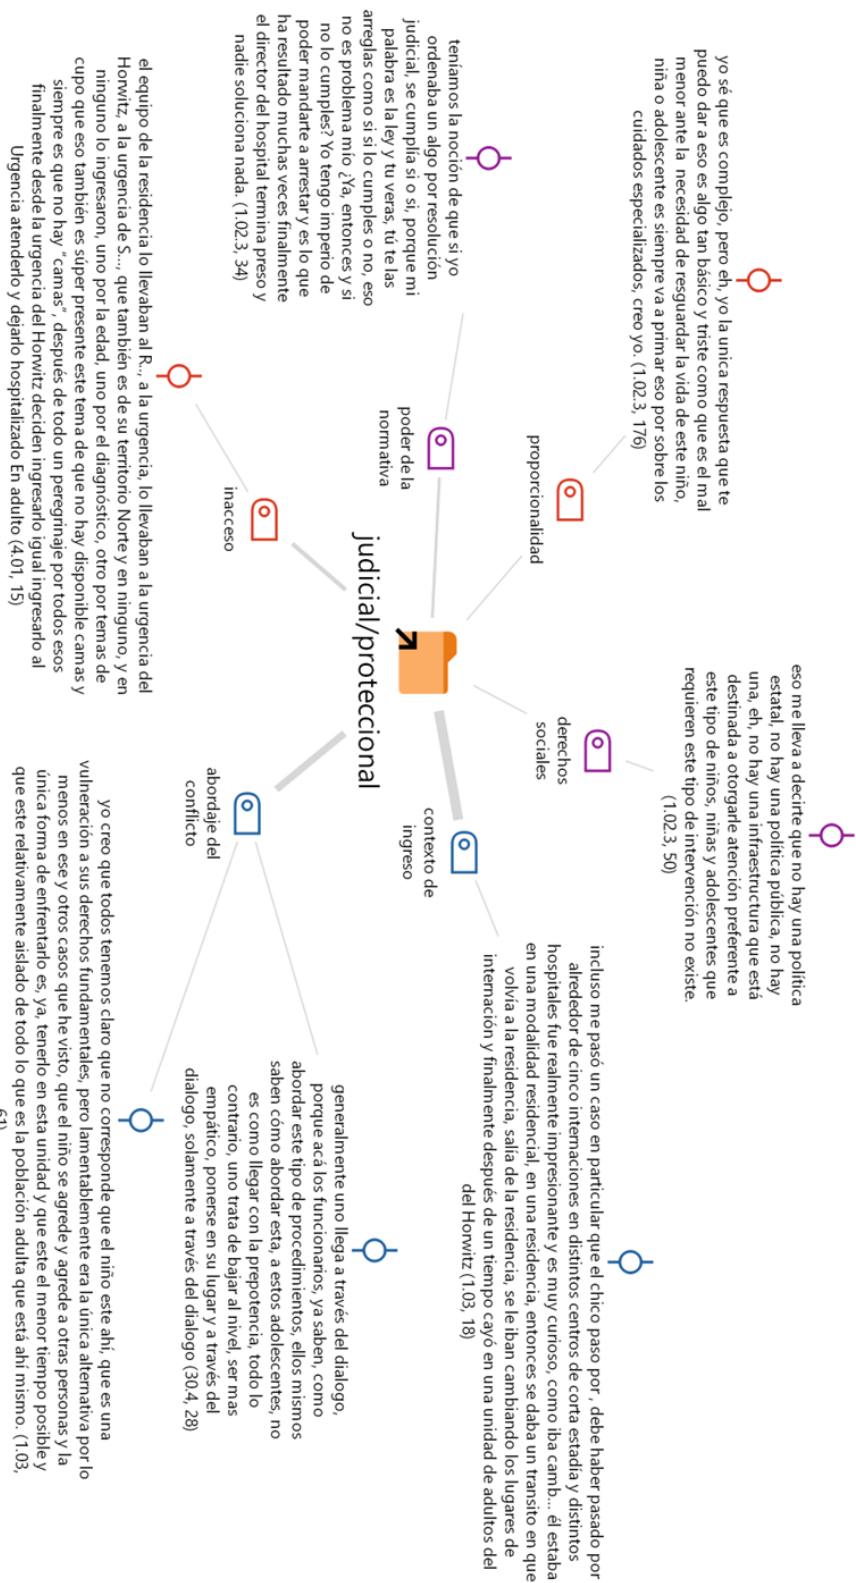 yo sé que es complejo, pero eh, yo la unica respuesta que te
puedo dar a eso es algo tan básico y triste como que es el mal
menor ante la necesidad de resguardar la vida de este niño,
niña o adolescente es siempre va a primar eso por sobre los
cuidados especializados, creo yo. (1.02.3, 176)
eso me lleva a decirte que no hay una política
estatal, no hay una política pública, no hay
una, eh, no hay una infraestructura que está
destinada a otorgarle atención preferente a
este tipo de niños, niñas y adolescentes que
requieren este tipo de intervención no existe.
(1.02.3, 50)
proporcionalidad
derechos
sociales
teníamos la noción de que si yo
ordenaba un algo por resolución
judicial, se cumplía si o si, porque mi
palabra es la ley y tu veras, tú te las
arreglas como si si lo cumples o no, eso
no es problema mío ¿Ya, entonces y si
no lo cumples? Yo tengo imperio de
poder mandarte a arrestar y es lo que
ha resultado muchas veces finalmente
el director del hospital termina preso y
nadie soluciona nada. (1.02.3, 34)
poder de la
normativa
judicial/proteccional
contexto de
ingreso
incluso me pasó un caso en particular que el chico paso por , debe haber pasado por
alrededor de cinco internaciones en distintos centros de corta estadía y distintos
hospitales fue realmente impresionante y es muy curioso, como iba camb... él estaba
en una modalidad residencial, en una residencia, entonces se daba un transito en que
volvía a la residencia, salía de la residencia, se le iban cambiando los lugares de
internación y finalmente después de un tiempo cayó en una unidad de adultos del
del Horwitz (1.03, 18)
inacceso
abordaje del
conflicto
generalmente uno llega a través del dialogo,
porque acá los funcionarios, ya saben, como
abordar este tipo de procedimientos, ellos mismos
saben cómo abordar esta, a estos adolescentes, no
es como llegar con la prepotencia, todo lo
contrario, uno trata de bajar al nivel, ser mas
empático, ponerse en su lugar y a través del
dialogo, solamente a través del dialogo (30.4, 28)
el equipo de la residencia lo llevaban al R.., a la urgencia, lo llevaban a la urgencia del
Horwitz, a la urgencia de S..., que también es de su territorio Norte y en ninguno, y en
ninguno lo ingresaron, uno por la edad, uno por el diagnóstico, otro por temas de
cupo que eso también es súper presente este tema de que no hay disponible camas y
siempre es que no hay "camas", después de todo un peregrinaje por todos esos
finalmente desde la urgencia del Horwitz deciden ingresarlo igual ingresarlo al
Urgencia atenderlo y dejarlo hospitalizado En adulto (4.01, 15)
yo creo que todos tenemos claro que no corresponde que el niño este ahí, que es una
vulneración a sus derechos fundamentales, pero lamentablemente era la única alternativa por lo
menos en ese y otros casos que he visto, que el niño se agrede y agrede a otras personas y la
única forma de enfrentarlo es, ya, tenerlo en esta unidad y que este el menor tiempo posible y
que este relativamente aislado de todo lo que es la población adulta que está ahí mismo. (1.03,
61)